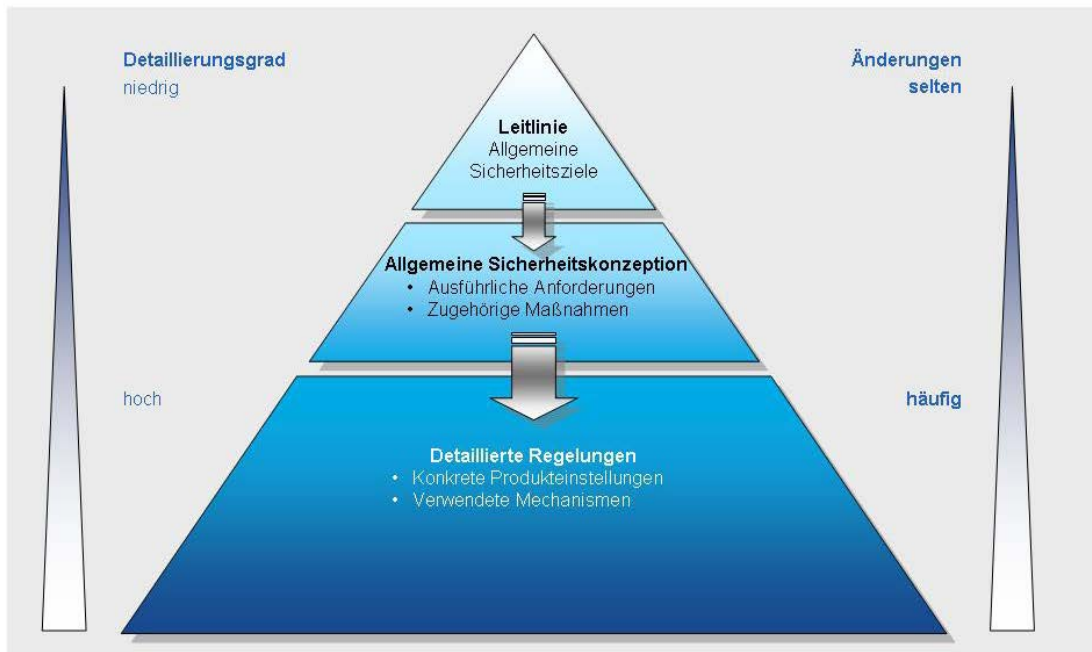 Detaillierungsgrad
niedrig
Änderungen
selten
Leitlinie
Allgemeine
Sicherheitsziele
Allgemeine Sicherheitskonzeption
• Ausführliche Anforderungen
• Zugehörige Maßnahmen
hoch
häufig
Detaillierte Regelungen
• Konkrete Produkteinstellungen
• Verwendete Mechanismen